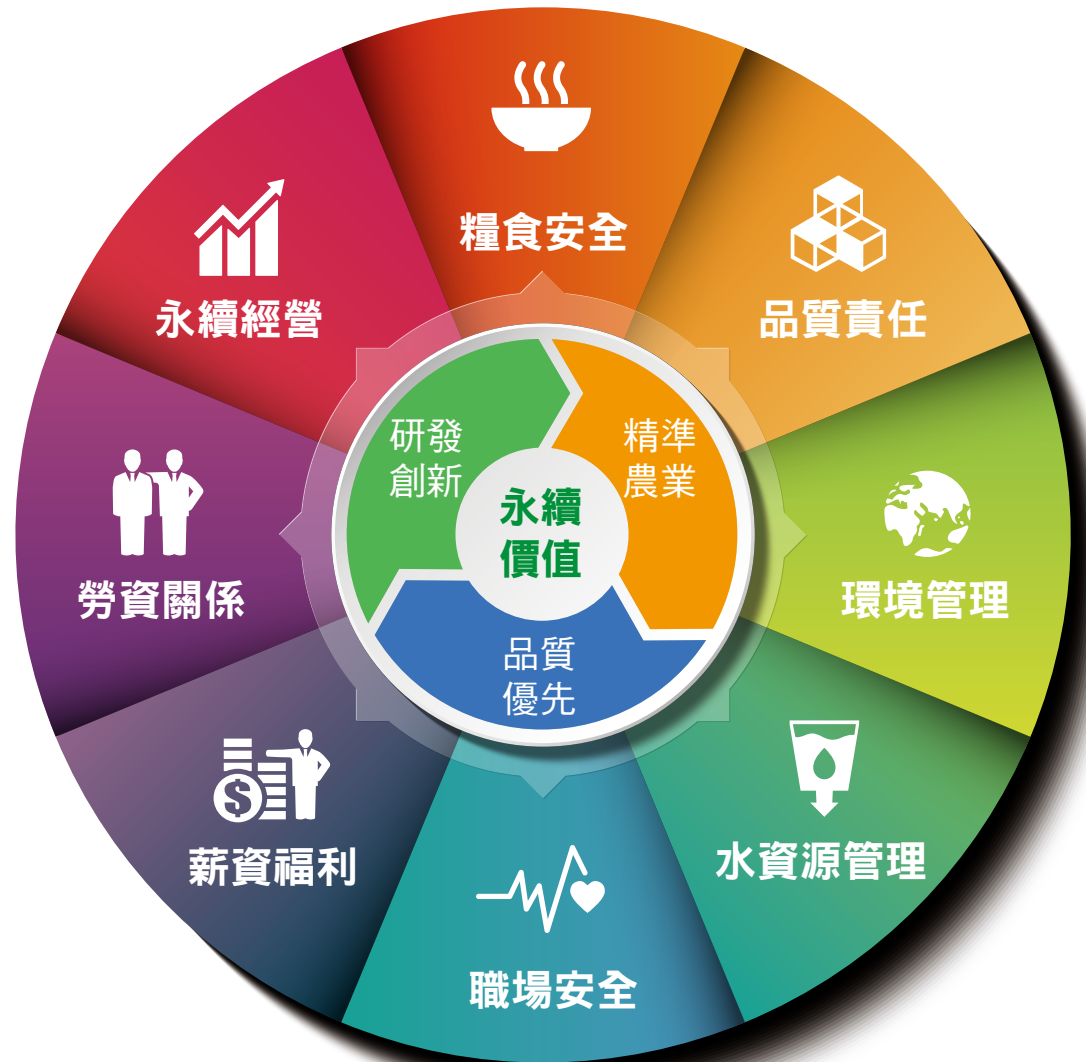 糧食安全
品質責任
環境管理
水資源管理
職場安全
薪資福利
勞資關係
永續經營
研發
創新
精準
農業
品質
優先
永續
價值
$